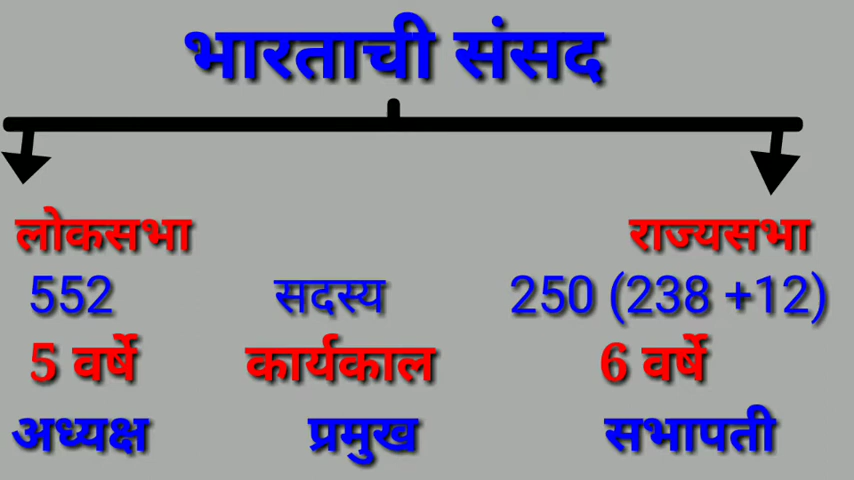 भारताची संसद
लोकसभा राज्यसभा
552 सदस्य 250 (238 +12)
5 वर्षे कार्यकाल 6 वर्षे
अध्यक्ष प्रमुख सभापती